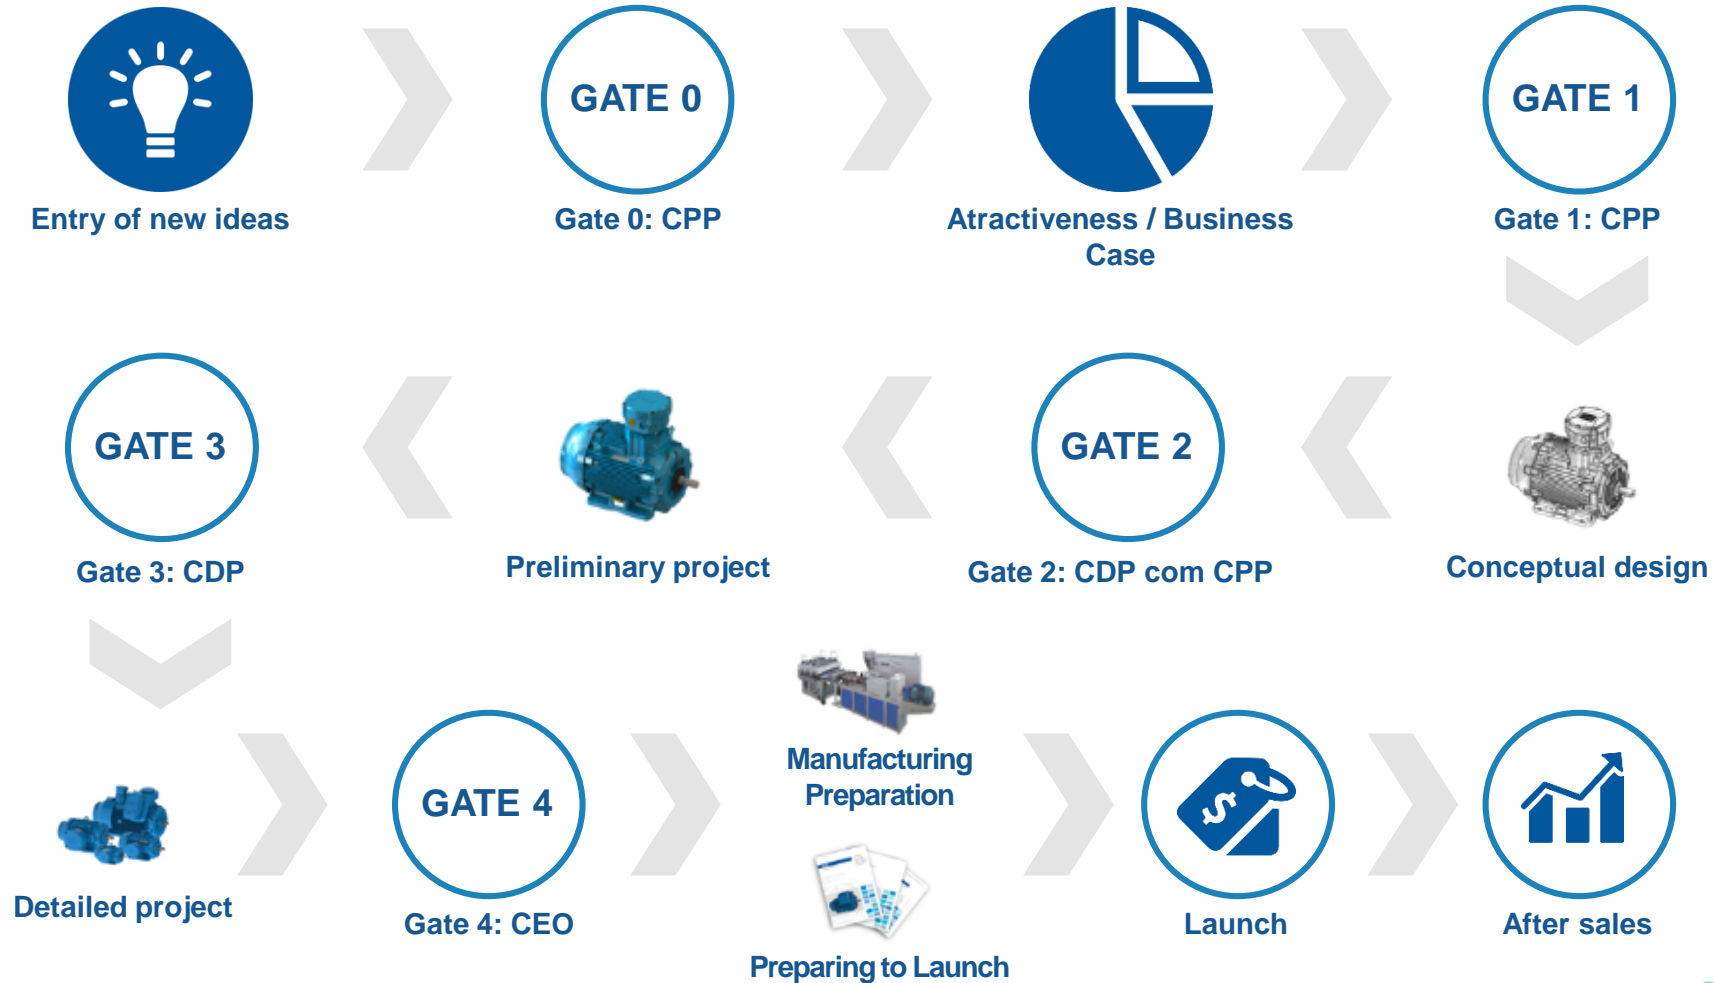 GATE 0
GATE 1
Entry of new ideas
Gate 0: CPP
Atractiveness / Business
Case
Gate 1: CPP
GATE 3
GATE 2
Gate 3: CDP
Preliminary project
Gate 2: CDP com CPP
Conceptual design
Manufacturing
Preparation
GATE 4
$
Detailed project
Gate 4: CEO
Launch
After sales
Preparing to Launch